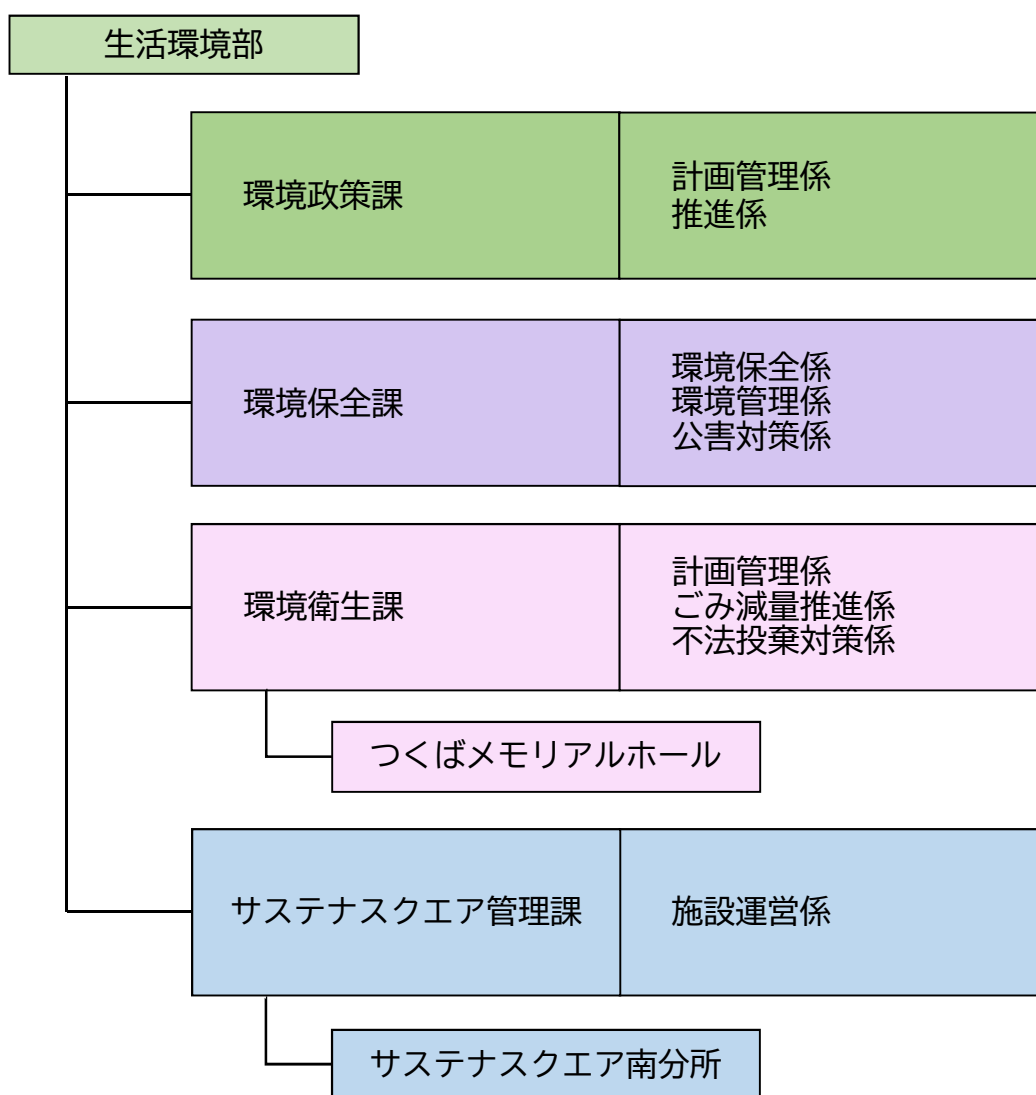 生活環境部
環境政策課
計画管理係
推進係
環境保全課
環境保全係
環境管理係
公害対策係
環境衛生課
計画管理係
ごみ減量推進係
不法投棄対策係
つくばメモリアルホール
サステナスクエア管理課
施設運営係
サステナスクエア南分所